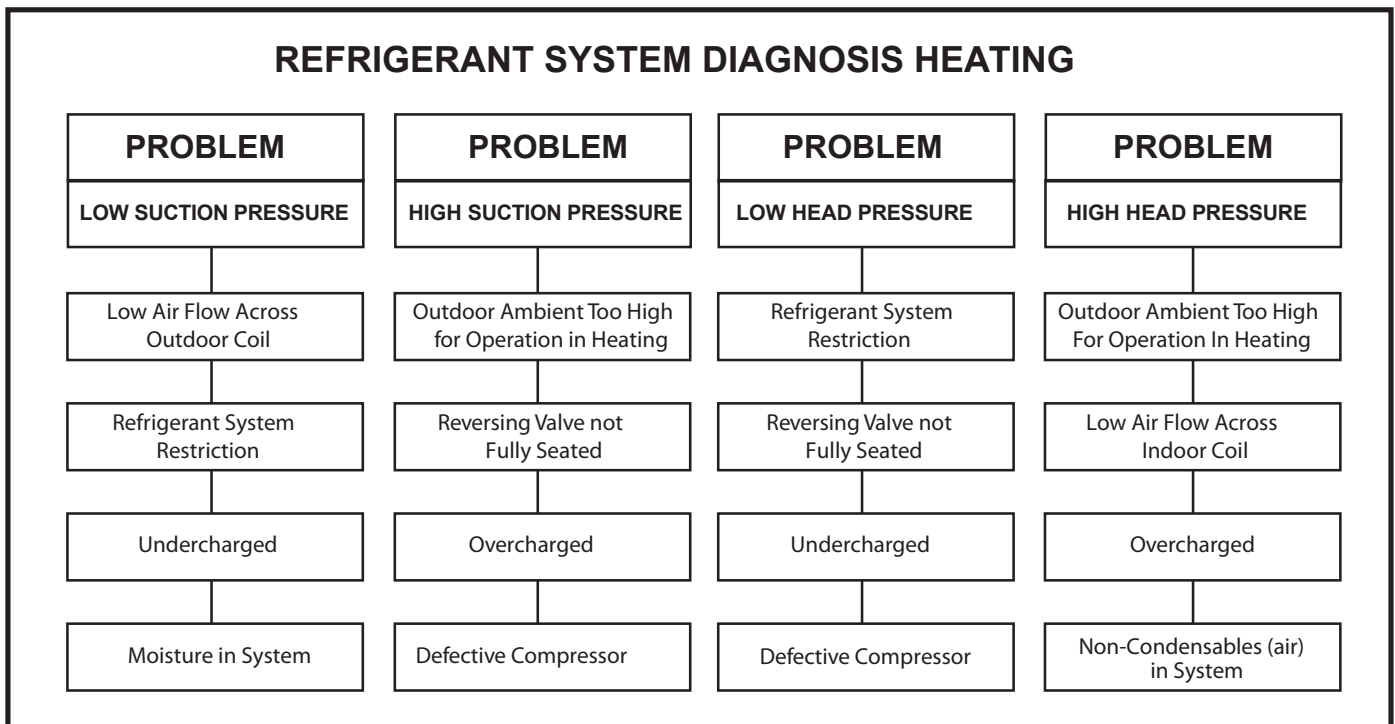 REFRIGERANT SYSTEM DIAGNOSIS HEATING
PROBLEM
LOW SUCTION PRESSURE
Low Air Flow Across
Outdoor Coil
Refrigerant System
Restriction
Undercharged
Moisture in System
PROBLEM
HIGH SUCTION PRESSURE
Outdoor Ambient Too High
for Operation in Heating
Reversing Valve not
Fully Seated
Overcharged
Defective Compressor
PROBLEM
LOW HEAD PRESSURE
Refrigerant System
Restriction
Reversing Valve not
Fully Seated
Undercharged
Defective Compressor
PROBLEM
HIGH HEAD PRESSURE
Outdoor Ambient Too High
For Operation In Heating
Low Air Flow Across
Indoor Coil
Overcharged
Non-Condensables (air)
in System